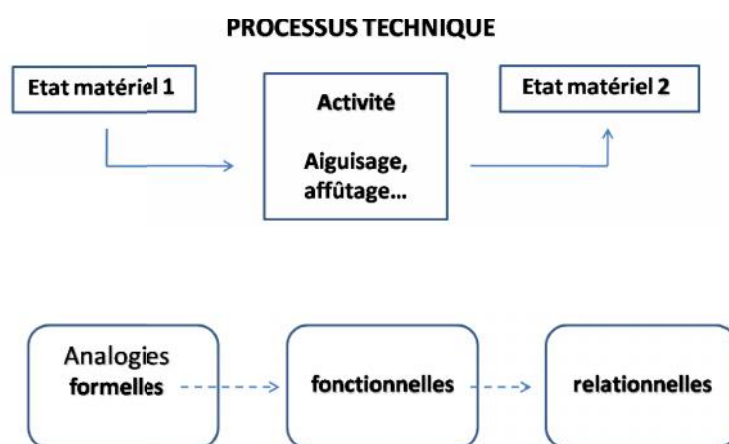 PROCESSUS TECHNIQUE
Etat matériel 1
Activité
Aiguisage,
affûtage...
Etat matériel 2
Analogies
formelles
fonctionnelles
relationnelles